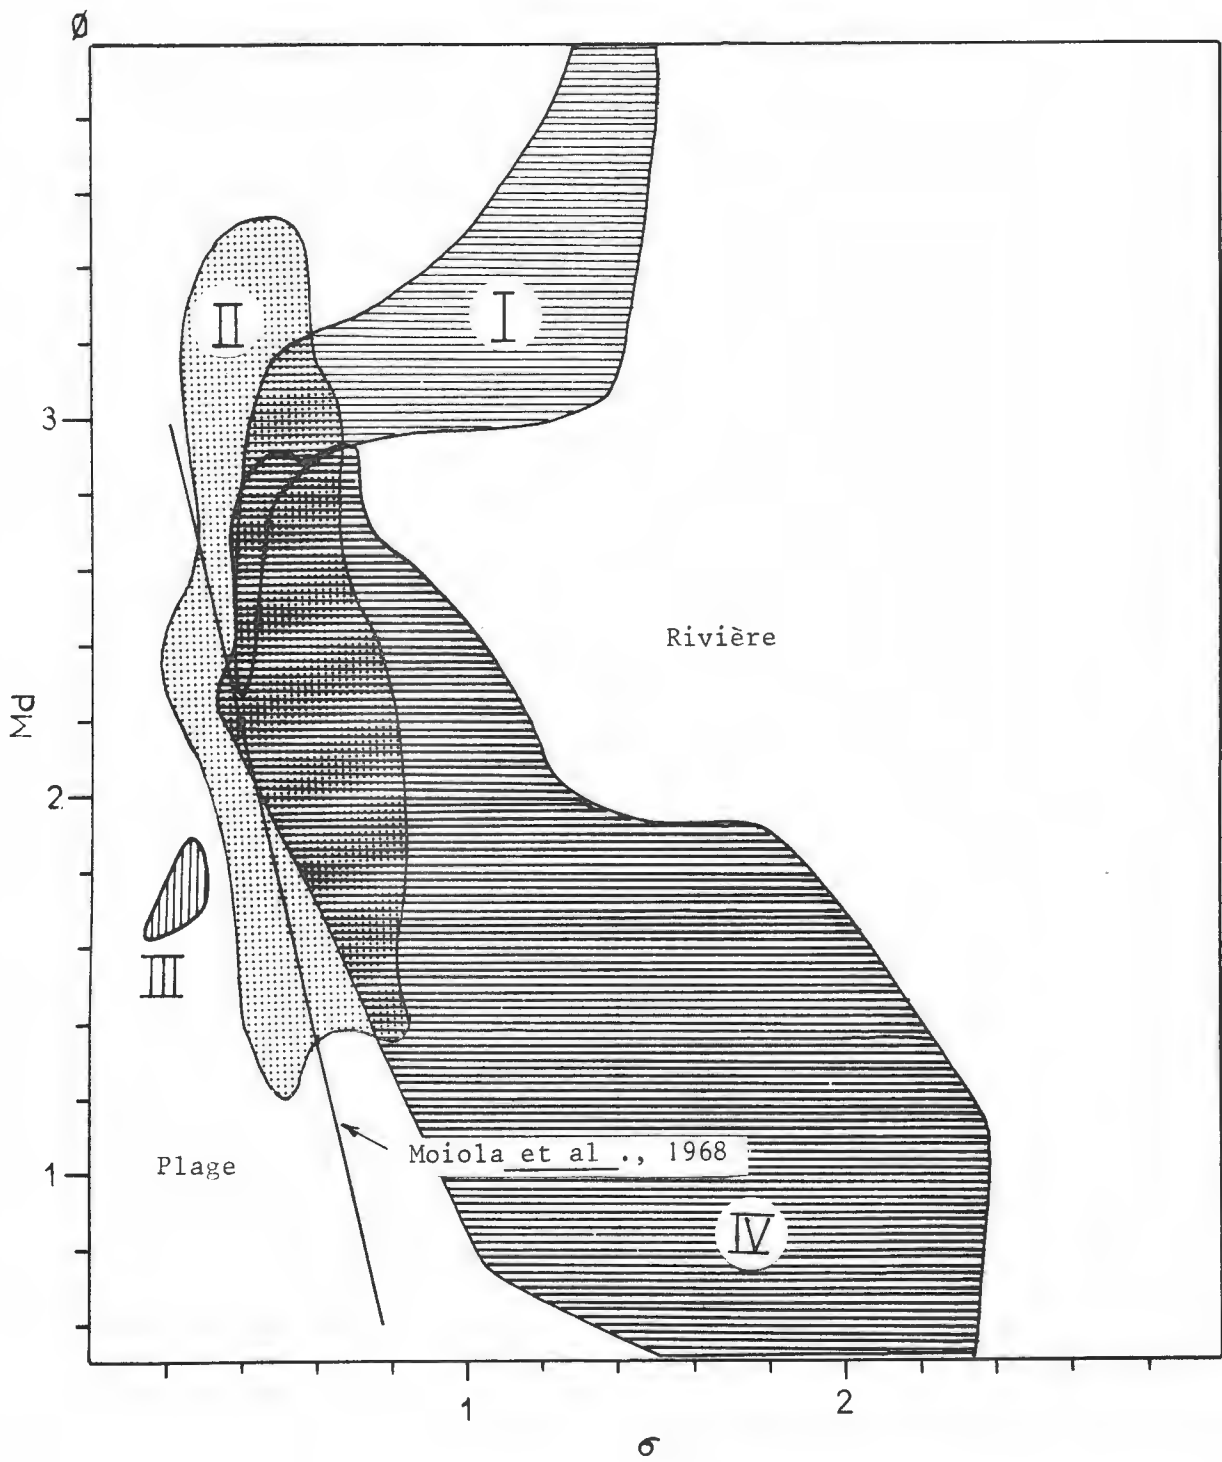 Ø
II
I
3
Rivière
Md
2
III
Moiola et al ., 1968
Plage
1
IV
1
2
σ